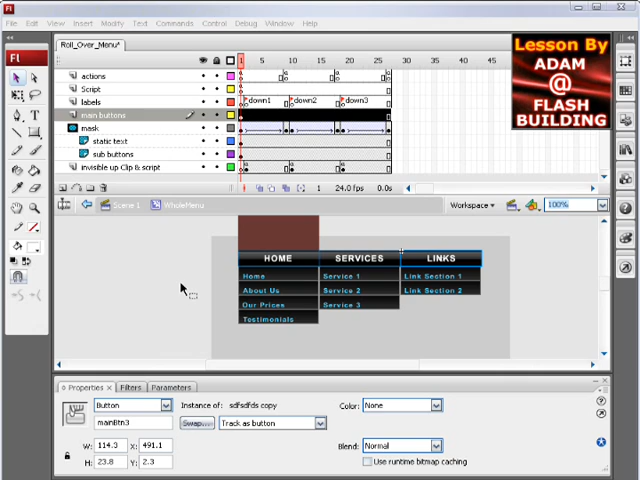 Fl
File Edit View Insert Modify Text Commands Control Debug Window Help
Roll_Over_Menu*
Lesson By
ADAM
@
FLASH
BUILDING
Fl
1 5 10 15 20 25 30 35 40 45 50
actions
Script
labels
down1 down2 down3
main buttons
mask
static text
sub buttons
invisible up Clip & script
1 24.0 fps 0.0s
Scene 1 WholeMenu Workspace 100%
HOME SERVICES LINKS
Home Service 1 Link Section 1
About Us Service 2 Link Section 2
Our Prices Service 3
Testimonials
Properties Filters Parameters
Button Instance of: sdfsdfds copy Color: None
mainBtn3 Swap... Track as button
W: 114.3 X: 491.1 Blend: Normal
H: 23.8 Y: 2.3 Use runtime bitmap caching